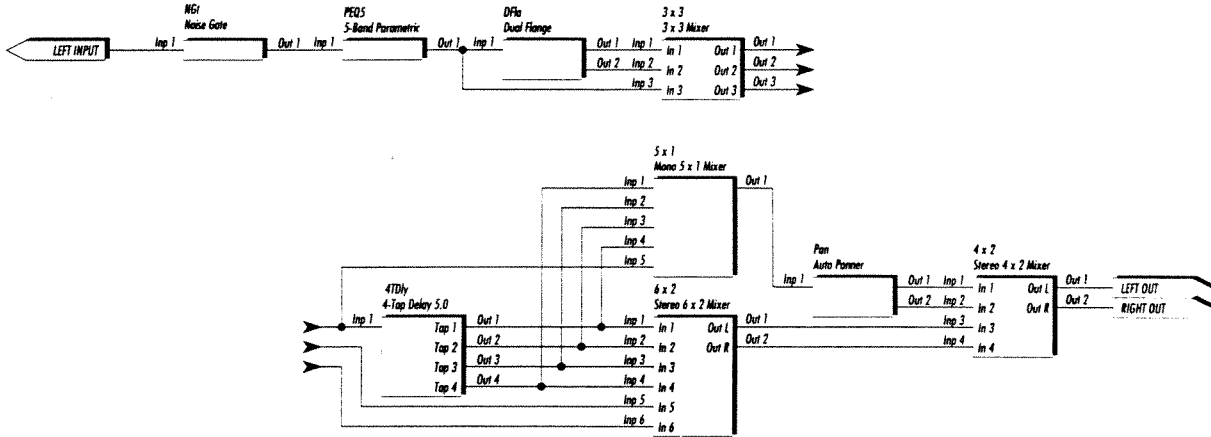 NGt
Noise Gate
PEQ5
5-Band Parametric
DFla
Dual Flange
3 x 3
3 x 3 Mixer
LEFT INPUT
Inp 1
Out 1
Inp 1
Out 1
Inp 1
Out 1
Out 2
Inp 1
Inp 2
Inp 3
In 1
In 2
In 3
Out 1
Out 2
Out 3
Out 1
Out 2
Out 3
5 x 1
Mono 5 x 1 Mixer
Inp 1
Inp 2
Inp 3
Inp 4
Inp 5
Out 1
Pan
Auto Panner
Inp 1
Out 1
Out 2
4 x 2
Stereo 4 x 2 Mixer
Inp 1
Inp 2
Inp 3
Inp 4
In 1
In 2
In 3
In 4
Out L
Out R
Out 1
Out 2
LEFT OUT
RIGHT OUT
4TDly
4-Tap Delay 5.0
Inp 1
Tap 1
Tap 2
Tap 3
Tap 4
Out 1
Out 2
Out 3
Out 4
6 x 2
Stereo 6 x 2 Mixer
Inp 1
Inp 2
Inp 3
Inp 4
Inp 5
Inp 6
In 1
In 2
In 3
In 4
In 5
In 6
Out L
Out R
Out 1
Out 2